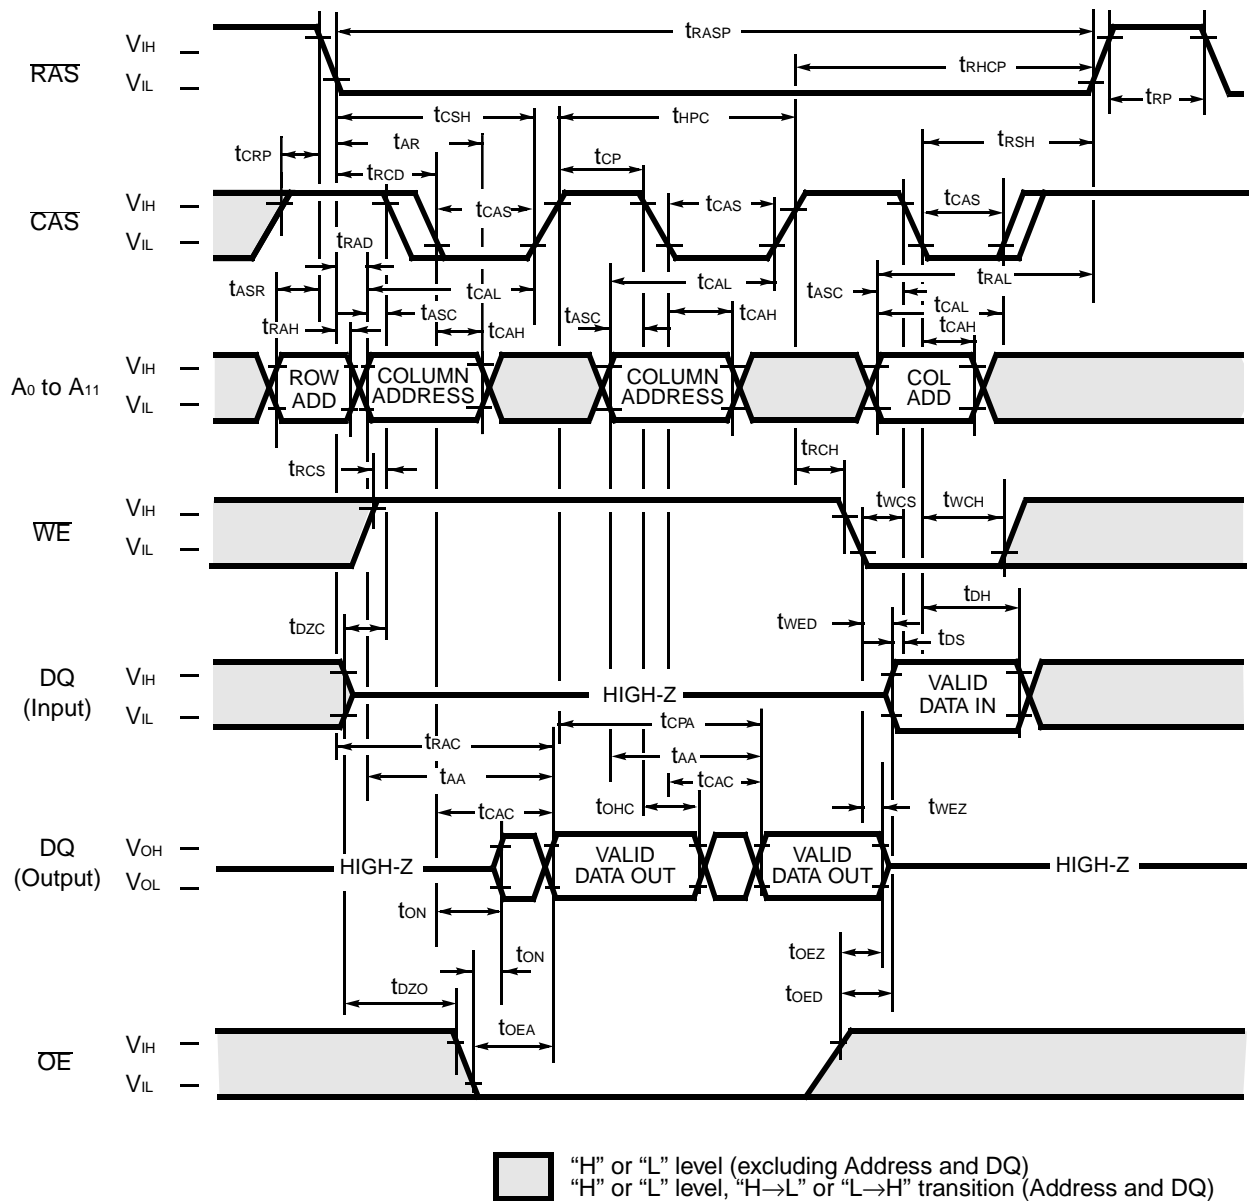 tRASP
VIH
RAS
tRHCP
VIL
tRP
tCSH
tHPC
tAR
tRSH
tCRP
tCP
tRCD
VIH
CAS
tCAS
tCAS
tCAS
VIL
tRAD
tASR
tCAL
tCAL
tASC
tRAL
tCAL
tRAH
tASC
tCAH
tASC
tCAH
tCAH
VIH
A0 to A11
VIL
ROW
ADD
COLUMN
ADDRESS
COLUMN
ADDRESS
COL
ADD
tRCH
tRCS
tWCS
tWCH
VIH
WE
VIL
tDH
tDZC
tWED
tDS
DQ
(Input)
VIH
VIL
HIGH-Z
VALID
DATA IN
tCPA
tRAC
tAA
tAA
tCAC
tCAC
tOHC
tWEZ
DQ
(Output)
VOH
VOL
HIGH-Z
VALID
DATA OUT
VALID
DATA OUT
HIGH-Z
tON
tON
tOEZ
tDZO
tOED
tOEA
VIH
OE
VIL
“H” or “L” level (excluding Address and DQ)
“H” or “L” level, “H→L” or “L→H” transition (Address and DQ)